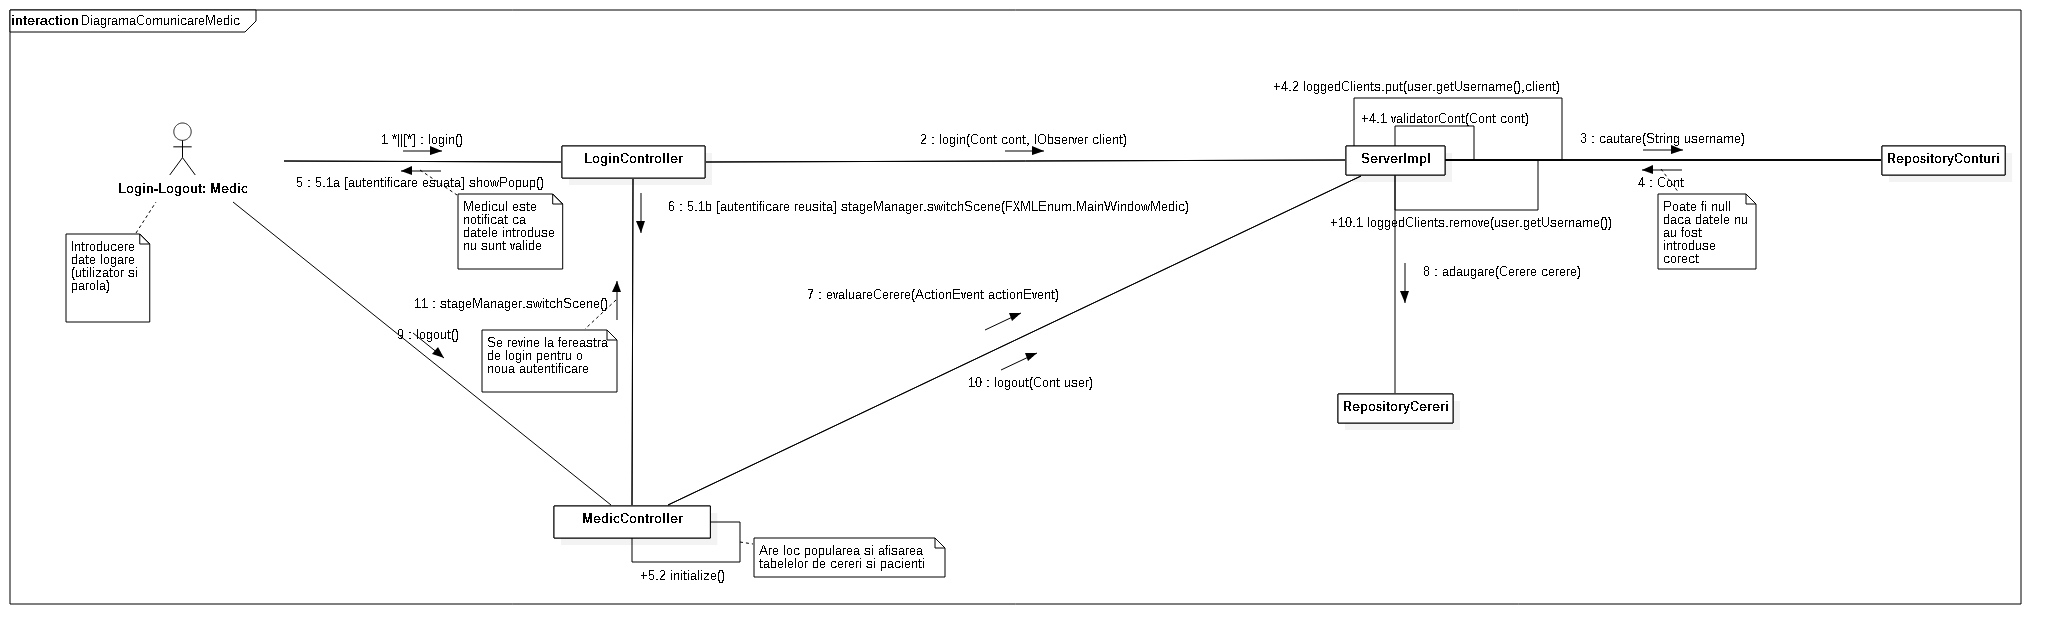 interaction DiagramaComunicareMedic
+4.2 loggedClients.put(user.getUsername(),client)
+4.1 validatorCont(Cont cont)
1 *||[*] : login()
2 : login(Cont cont, IObserver client)
3 : cautare(String username)
LoginController
ServerImpl
RepositoryConturi
Login-Logout: Medic
5 : 5.1a [autentificare esuata] showPopup()
4 : Cont
Medicul este
notificat ca
datele introduse
nu sunt valide
6 : 5.1b [autentificare reusita] stageManager.switchScene(FXMLEnum.MainWindowMedic)
+10.1 loggedClients.remove(user.getUsername())
Poate fi null
daca datele nu
au fost
introduse
corect
Introducere
date logare
(utilizator si
parola)
8 : adaugare(Cerere cerere)
7 : evaluareCerere(ActionEvent actionEvent)
11 : stageManager.switchScene()
9 : logout()
Se revine la fereastra
de login pentru o
noua autentificare
10 : logout(Cont user)
RepositoryCereri
MedicController
Are loc popularea si afisarea
tabelelor de cereri si pacienti
+5.2 initialize()